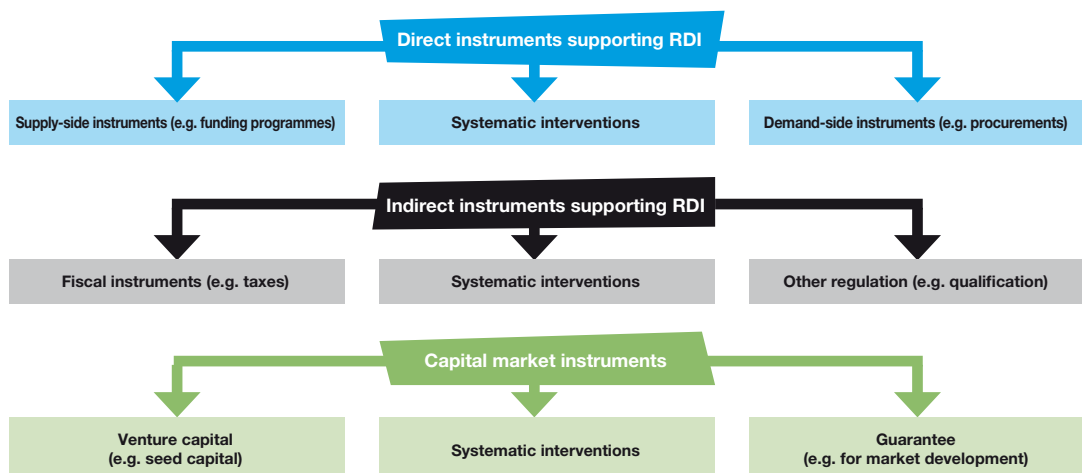 Direct instruments supporting RDI
Supply-side instruments (e.g. funding programmes)
Systematic interventions
Demand-side instruments (e.g. procurements)
Indirect instruments supporting RDI
Fiscal instruments (e.g. taxes)
Systematic interventions
Other regulation (e.g. qualification)
Capital market instruments
Venture capital
(e.g. seed capital)
Systematic interventions
Guarantee
(e.g. for market development)